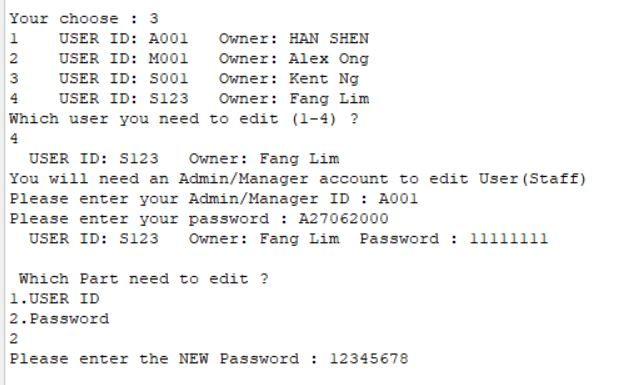 Your choose : 3
1    USER ID: A001   Owner: HAN SHEN
2    USER ID: M001   Owner: Alex Ong
3    USER ID: S001   Owner: Kent Ng
4    USER ID: S123   Owner: Fang Lim
Which user you need to edit (1-4) ?
4
  USER ID: S123   Owner: Fang Lim
You will need an Admin/Manager account to edit User(Staff)
Please enter your Admin/Manager ID : A001
Please enter your password : A27062000
  USER ID: S123   Owner: Fang Lim  Password : 11111111
 Which Part need to edit ?
1.USER ID
2.Password
2
Please enter the NEW Password : 12345678